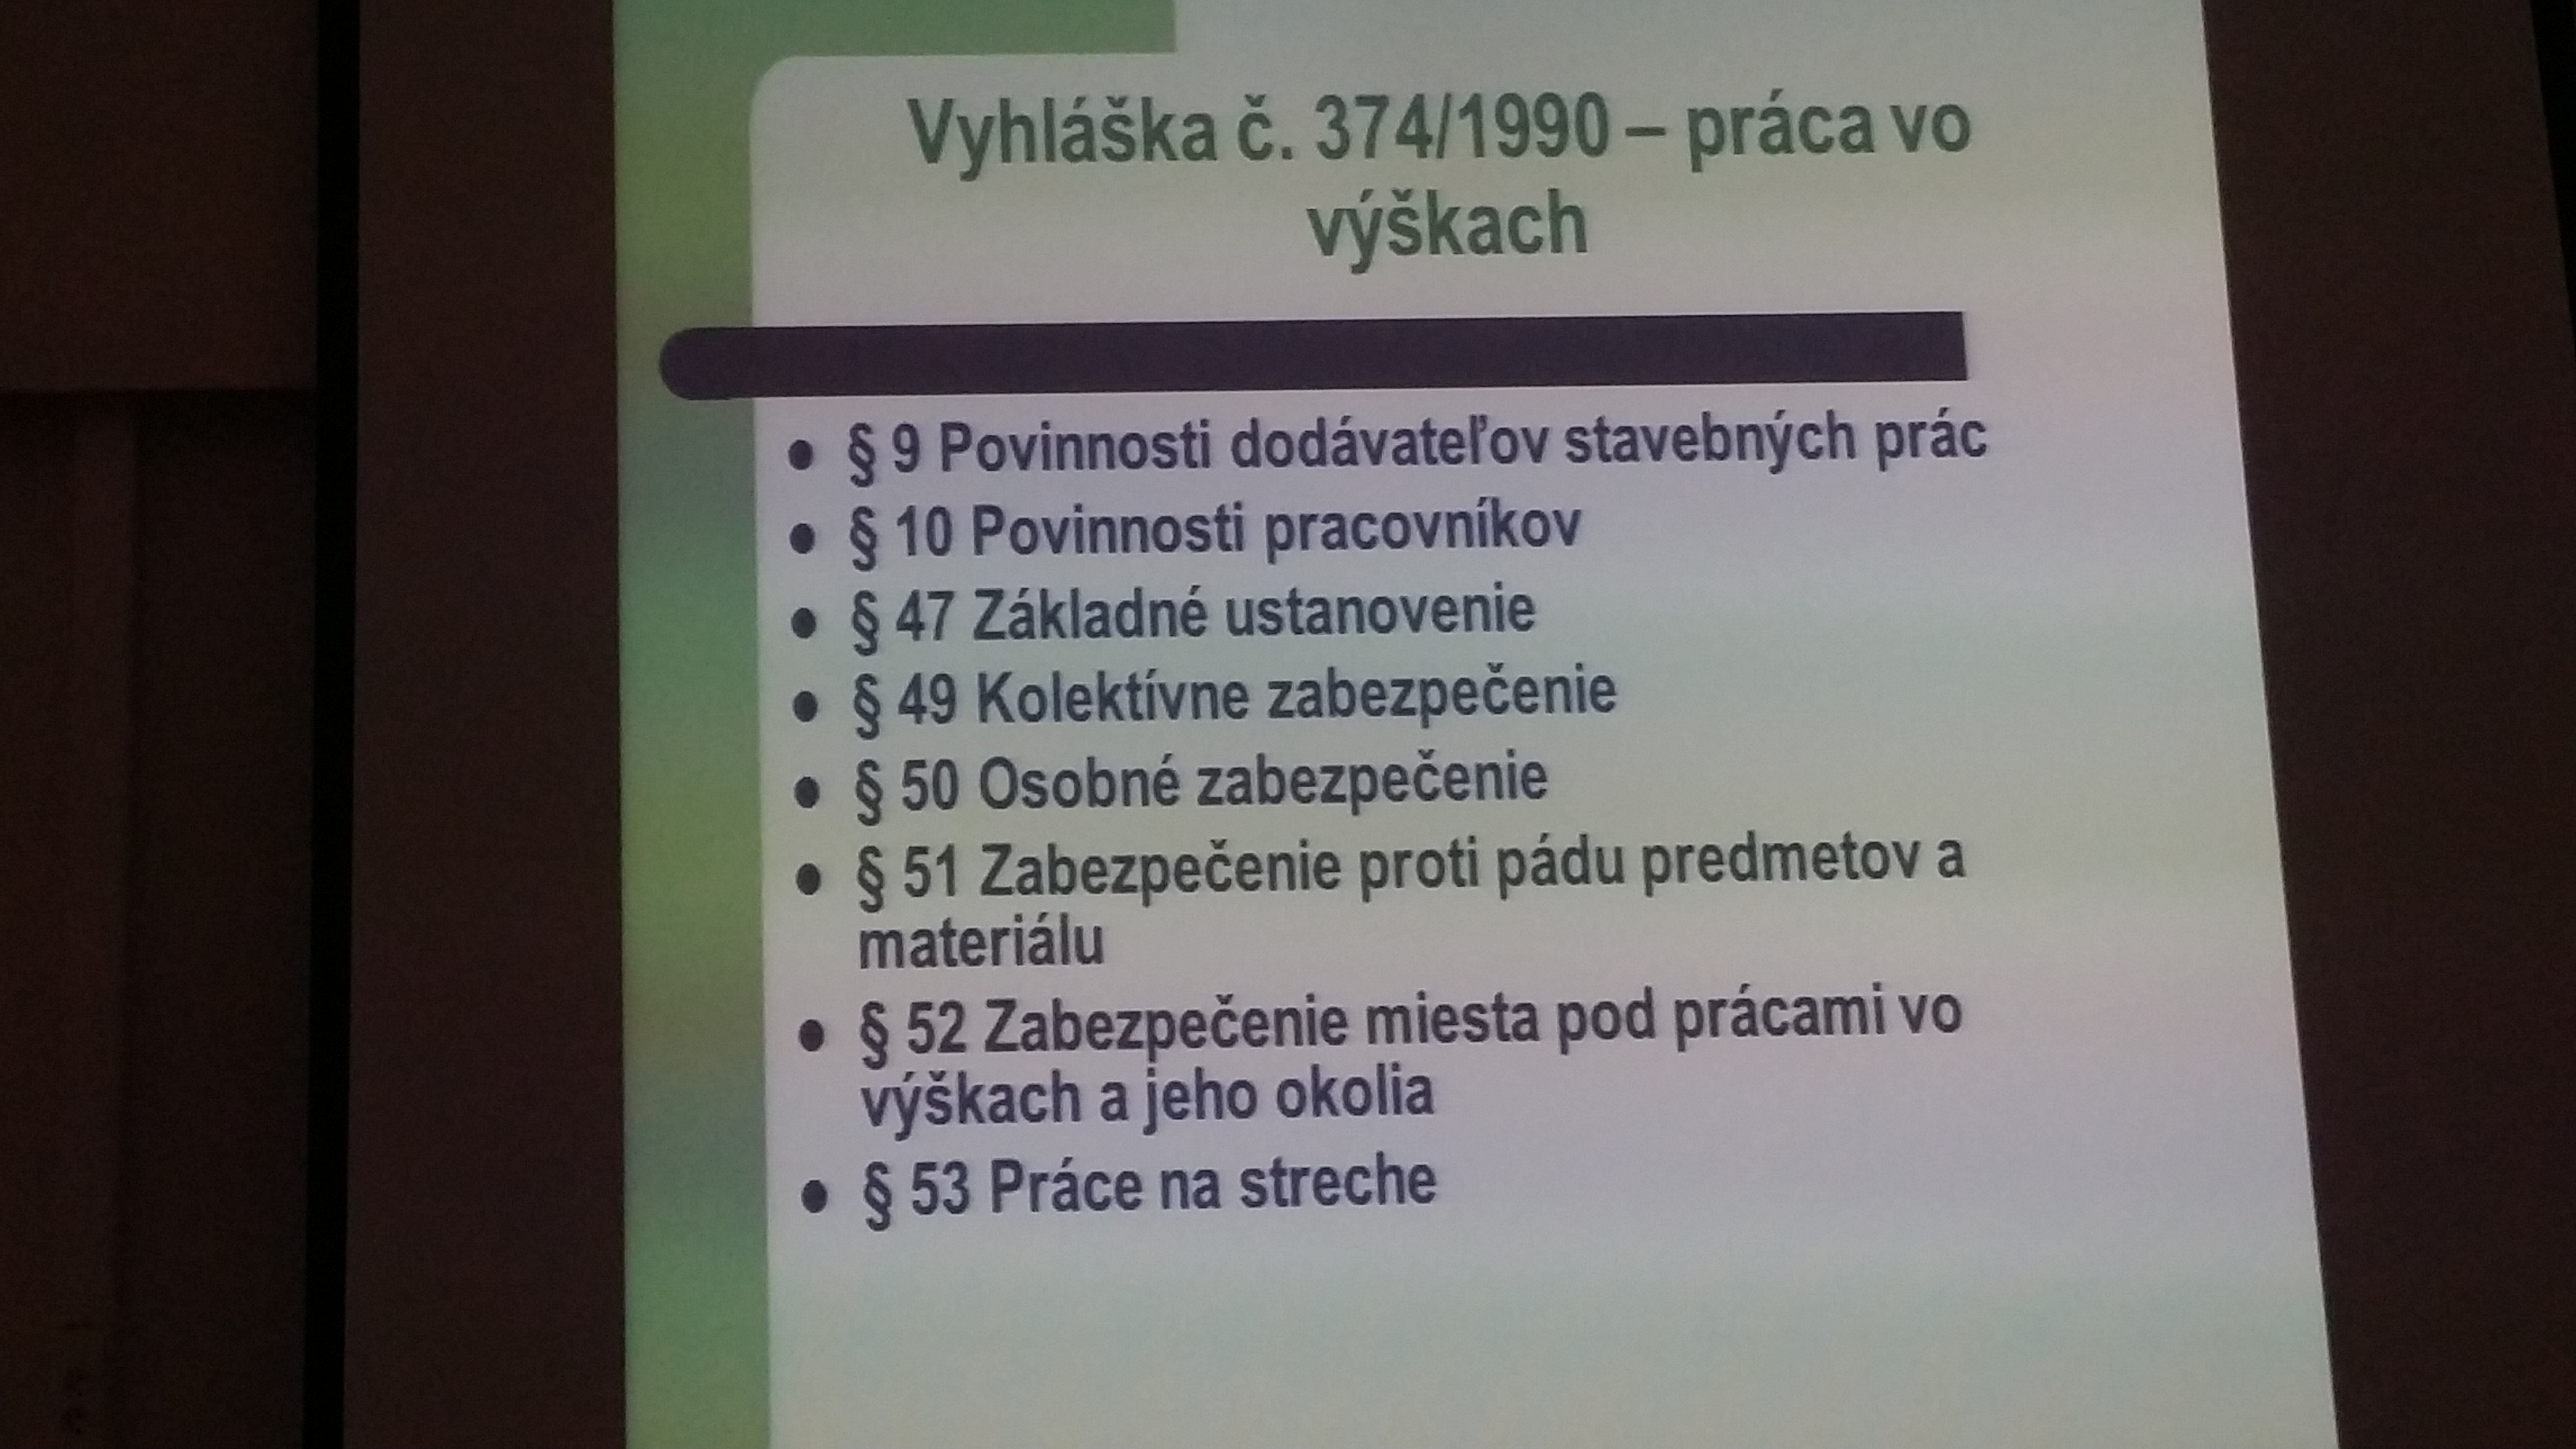 Vyhláška č. 374/1990 – práca vo
výškach
• § 9 Povinnosti dodávateľov stavebných prác
• § 10 Povinnosti pracovníkov
• § 47 Základné ustanovenie
• § 49 Kolektívne zabezpečenie
• § 50 Osobné zabezpečenie
• § 51 Zabezpečenie proti pádu predmetov a
materiálu
• § 52 Zabezpečenie miesta pod prácami vo
výškach a jeho okolia
• § 53 Práce na streche